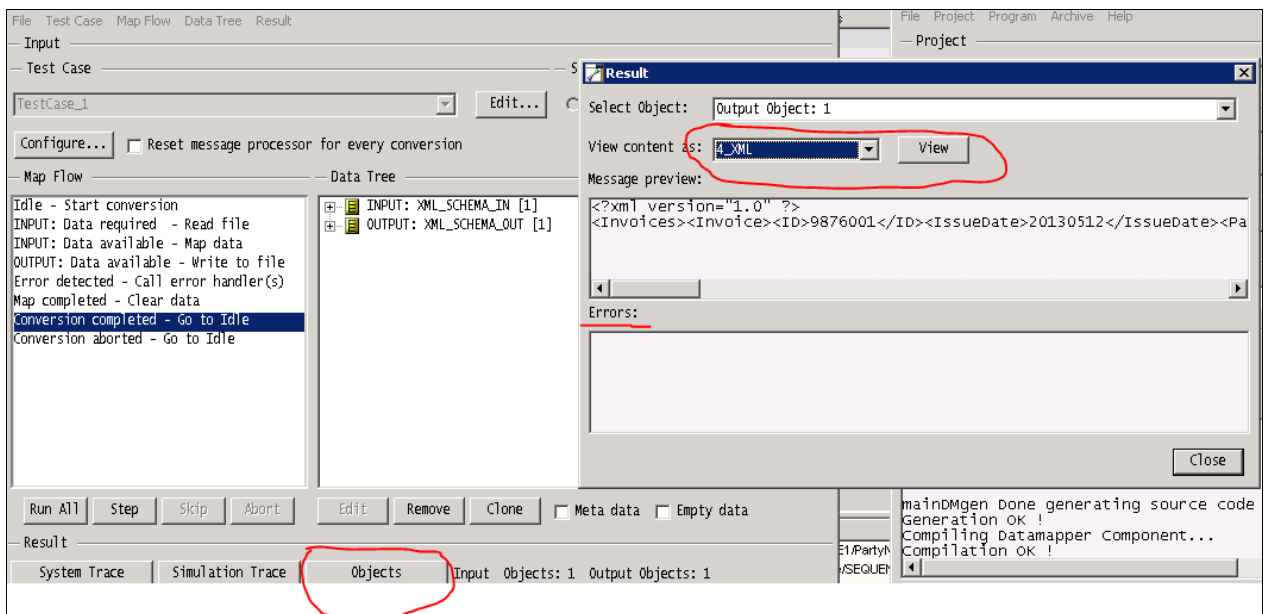 File Test Case Map Flow Data Tree Result
Input
Test Case
TestCase_1
Edit...
Configure...
Reset message processor for every conversion
Map Flow
Idle - Start conversion
INPUT: Data required - Read file
INPUT: Data available - Map data
OUTPUT: Data available - Write to file
Error detected - Call error handler(s)
Map completed - Clear data
Conversion completed - Go to Idle
Conversion aborted - Go to Idle
Data Tree
INPUT: XML_SCHEMA_IN [1]
OUTPUT: XML_SCHEMA_OUT [1]
Run All Step Skip Abort
Edit Remove Clone Meta data Empty data
Result
System Trace Simulation Trace Objects Input Objects: 1 Output Objects: 1
File Project Program Archive Help
Project
Result
Select Object: Output Object: 1
View content as: 4_XML View
Message preview:
<?xml version="1.0" ?>
<Invoices><Invoice><ID>9876001</ID><IssueDate>20130512</IssueDate><Pa
Errors:
Close
mainDMgen Done generating source code
Generation OK !
Compiling Datamapper Component...
Compilation OK !
E1/PartyN
/SEQUEN